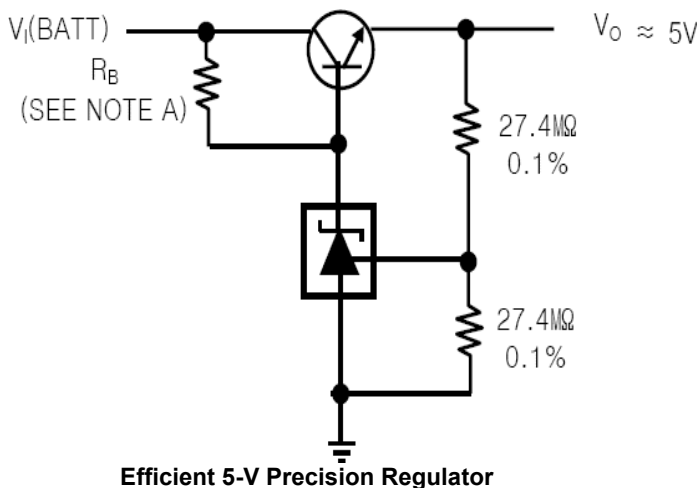 V_I(BATT)
V_O ≈ 5V
R_B
(SEE NOTE A)
27.4MΩ
0.1%
27.4MΩ
0.1%
Efficient 5-V Precision Regulator